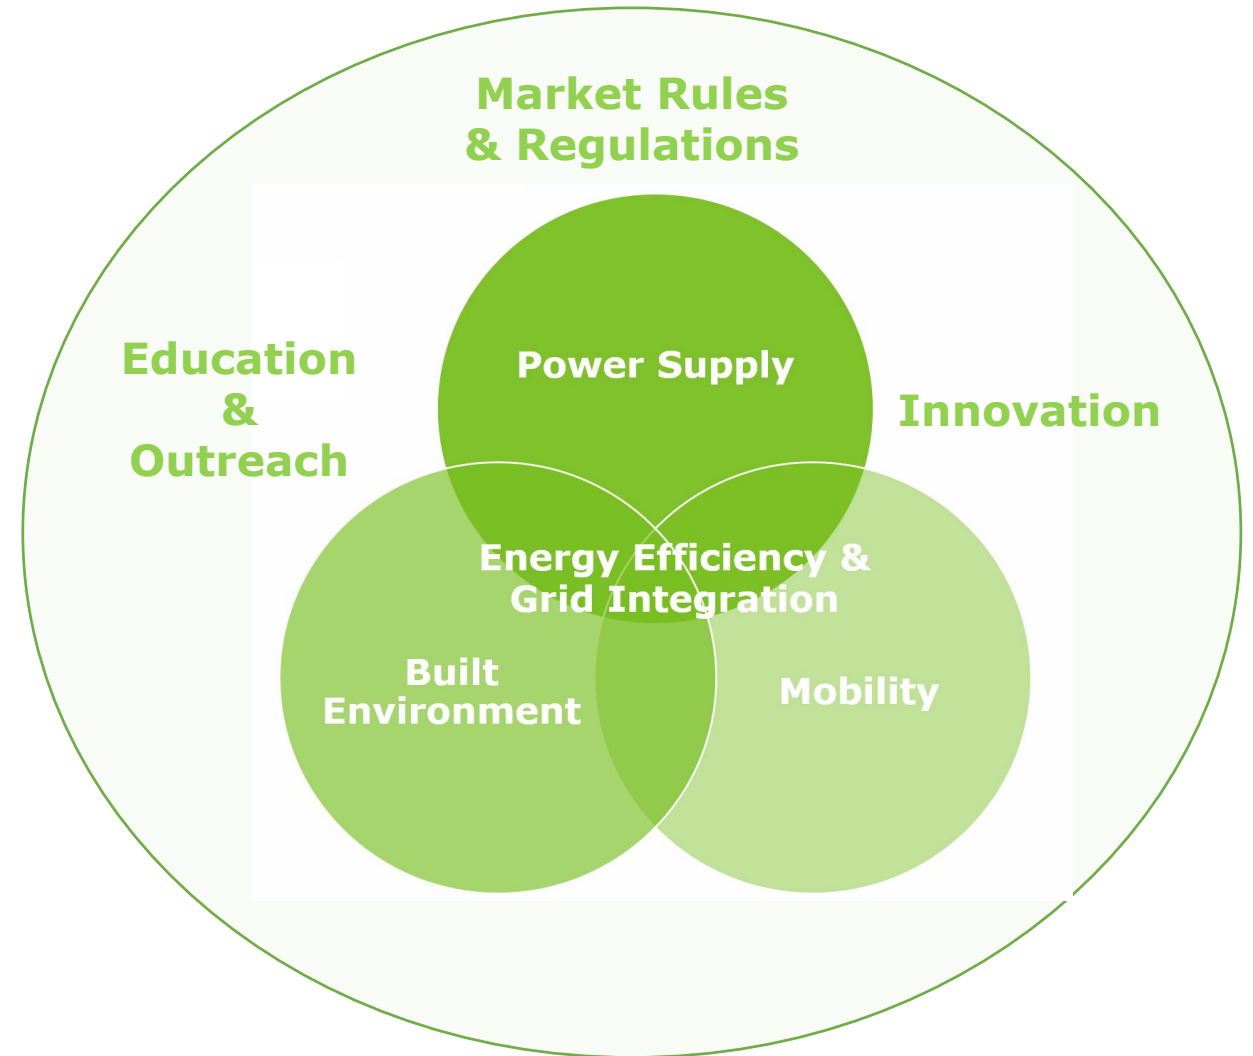 Market Rules
& Regulations
Education
&
Outreach
Power Supply
Innovation
Energy Efficiency &
Grid Integration
Built
Environment
Mobility